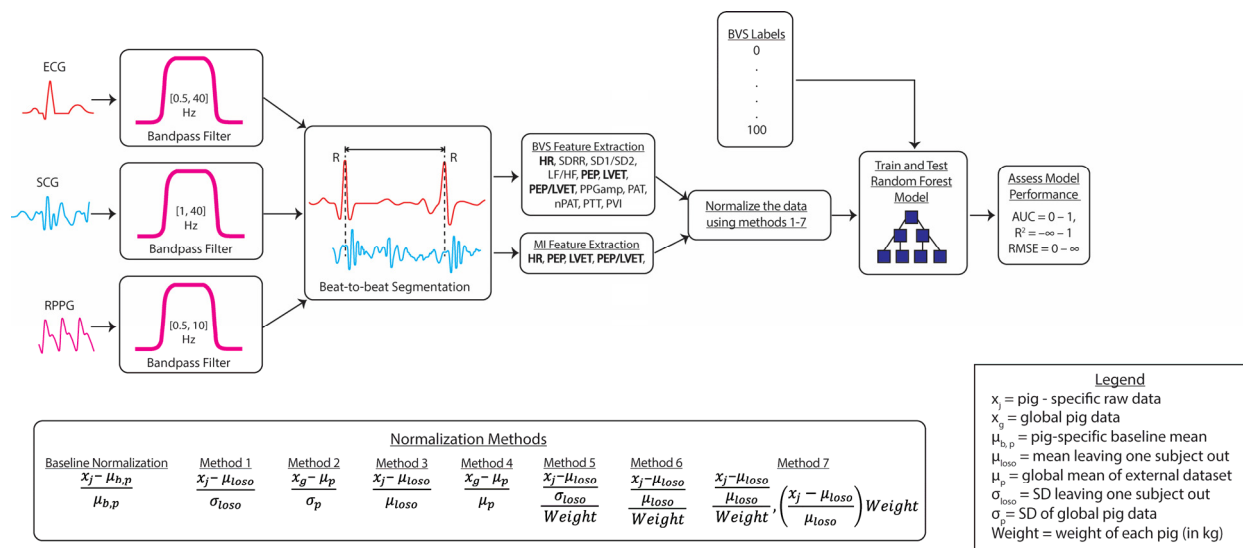 ECG
[0.5, 40]
Hz
Bandpass Filter
SCG
[1, 40]
Hz
Bandpass Filter
RPPG
[0.5, 10]
Hz
Bandpass Filter
R
R
Beat-to-beat Segmentation
BVS Feature Extraction
HR, SDRR, SD1/SD2,
LF/HF, PEP, LVET,
PEP/LVET, PPGamp, PAT,
nPAT, PTT, PVI
MI Feature Extraction
HR, PEP, LVET, PEP/LVET,
Normalize the data
using methods 1-7
BVS Labels
0
.
.
.
.
100
Train and Test
Random Forest
Model
Assess Model
Performance
AUC = 0 – 1,
R² = -∞ – 1
RMSE = 0 – ∞
Normalization Methods
Baseline Normalization
x_j − μ_b,p
μ_b,p
Method 1
x_j − μ_loso
σ_loso
Method 2
x_g − μ_p
σ_p
Method 3
x_j − μ_loso
μ_loso
Method 4
x_g − μ_p
μ_p
Method 5
x_j−μ_loso
σ_loso
Weight
Method 6
x_j−μ_loso
μ_loso
Weight
Method 7
x_j−μ_loso
μ_loso
Weight
, (x_j − μ_loso
μ_loso) Weight
Legend
x_j = pig - specific raw data
x_g = global pig data
μ_b, p = pig-specific baseline mean
μ_loso = mean leaving one subject out
μ_p = global mean of external dataset
σ_loso = SD leaving one subject out
σ_p = SD of global pig data
Weight = weight of each pig (in kg)